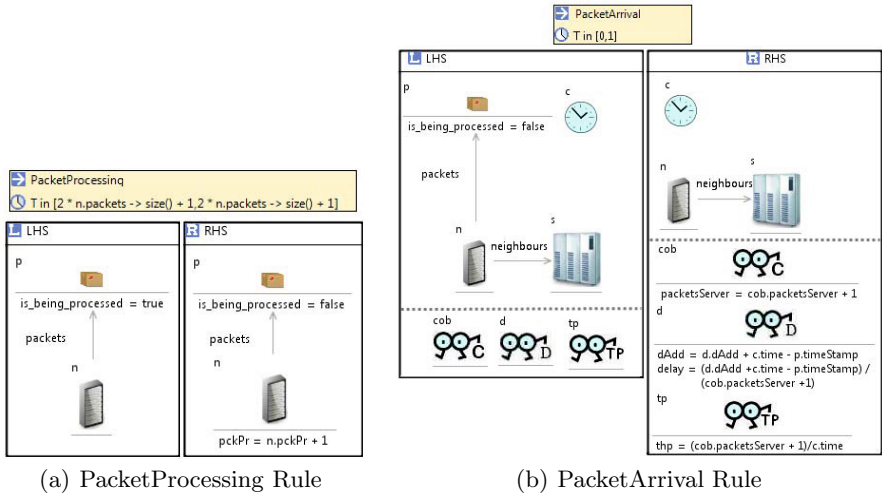 PacketProcessing
T in [2 * n.packets -> size() + 1,2 * n.packets -> size() + 1]
L LHS
p
is_being_processed = true
packets
n
R RHS
p
is_being_processed = false
packets
n
pckPr = n.pckPr + 1
(a) PacketProcessing Rule
PacketArrival
T in [0,1]
L LHS
p
c
is_being_processed = false
packets
n
s
neighbours
cob
d
tp
C
D
TP
R RHS
c
n
s
neighbours
cob
C
packetsServer = cob.packetsServer + 1
d
D
dAdd = d.dAdd + c.time - p.timeStamp
delay = (d.dAdd +c.time - p.timeStamp) /
(cob.packetsServer +1)
tp
TP
thp = (cob.packetsServer + 1)/c.time
(b) PacketArrival Rule